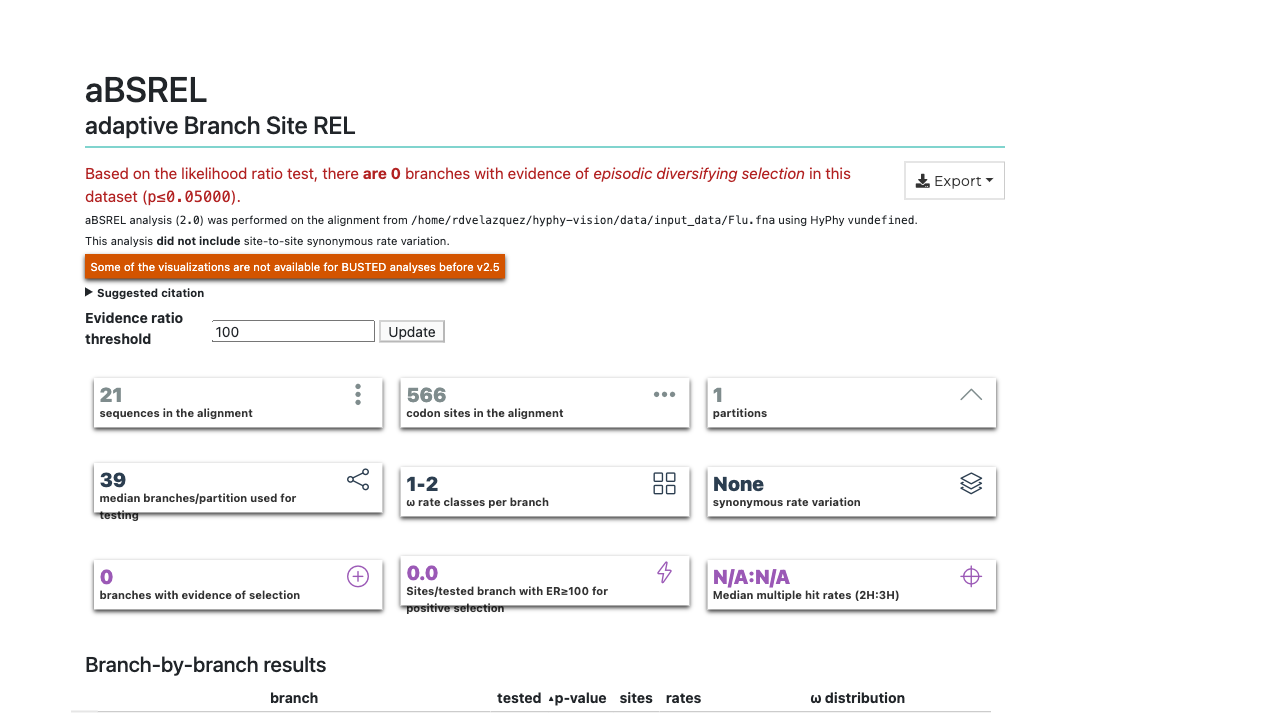 aBSREL
adaptive Branch Site REL
Based on the likelihood ratio test, there are 0 branches with evidence of episodic diversifying selection in this
dataset (p≤0.05000).
Export
aBSREL analysis (2.0) was performed on the alignment from /home/rdvelazquez/hyphy-vision/data/input_data/Flu.fna using HyPhy vundefined.
This analysis did not include site-to-site synonymous rate variation.
Some of the visualizations are not available for BUSTED analyses before v2.5
Suggested citation
Evidence ratio
threshold
100
Update
21
sequences in the alignment
566
codon sites in the alignment
1
partitions
39
median branches/partition used for
testing
1-2
ω rate classes per branch
None
synonymous rate variation
0
branches with evidence of selection
0.0
Sites/tested branch with ER≥100 for
positive selection
N/A:N/A
Median multiple hit rates (2H:3H)
Branch-by-branch results
branch tested ▲p-value sites rates ω distribution